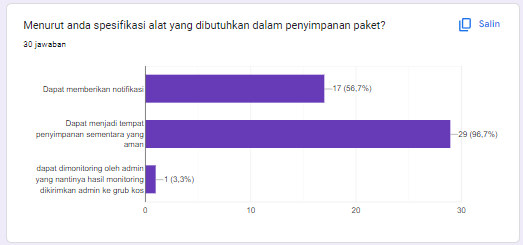 Menurut anda spesifikasi alat yang dibutuhkan dalam penyimpanan paket?
Salin
30 jawaban
Dapat memberikan notifikasi
17 (56,7%)
Dapat menjadi tempat
penyimpanan sementara yang
aman
29 (96,7%)
dapat dimonitoring oleh admin
yang nantinya hasil monitoring
dikirimkan admin ke grub kos
1 (3,3%)
0
10
20
30